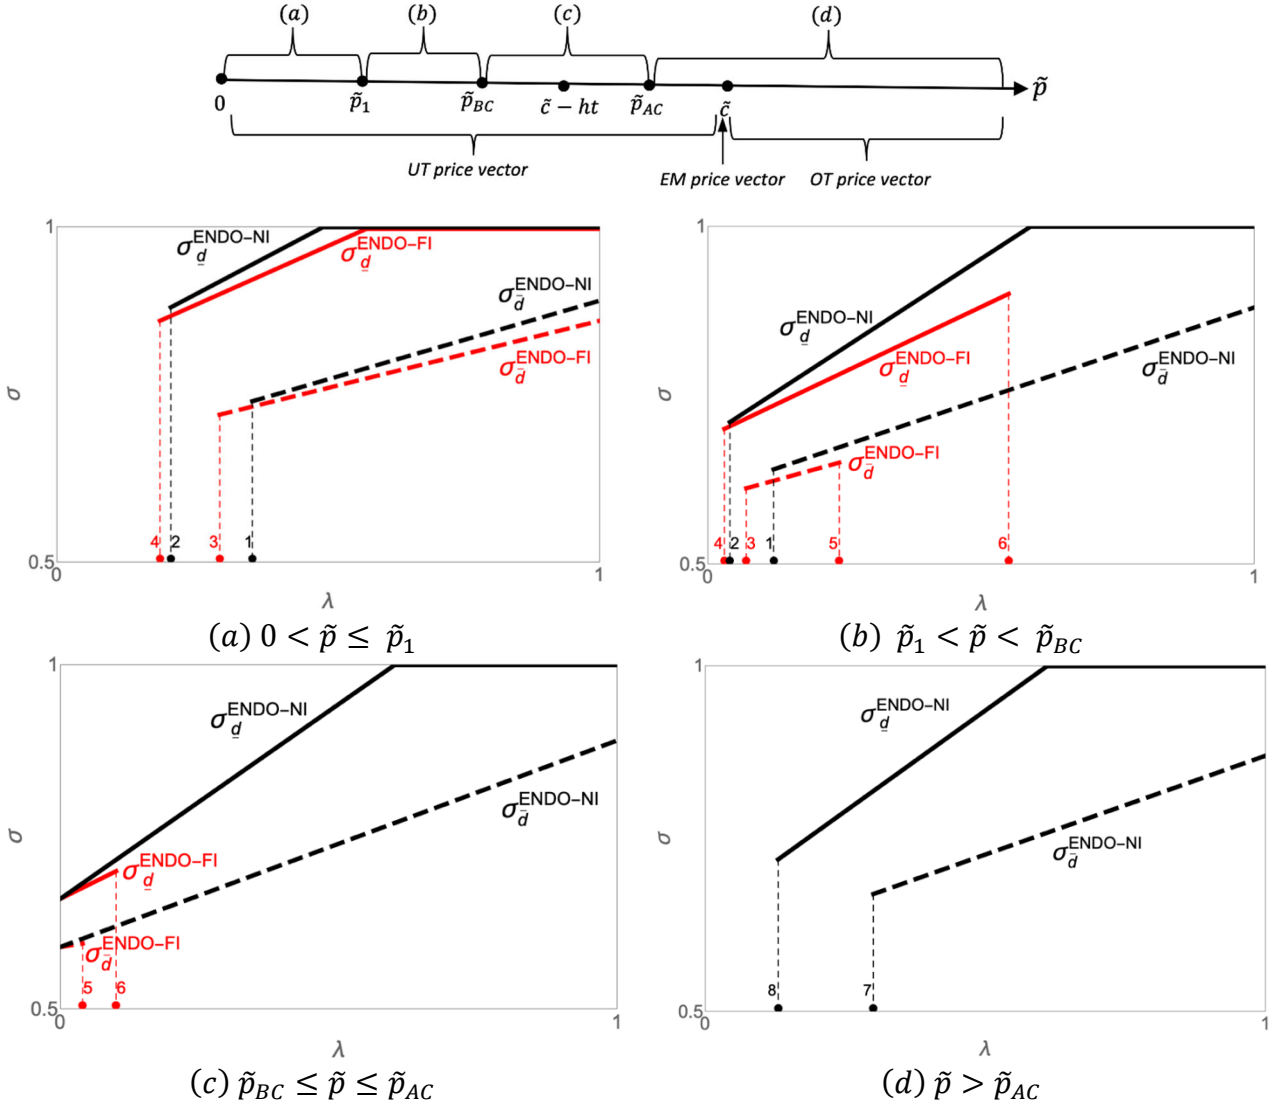 (a) (b) (c) (d)
0 p̃₁ p̃_BC c̃ − ht p̃_AC c̃ p̃
UT price vector EM price vector OT price vector
1
σ_d̲^ENDO−NI σ_d̲^ENDO−FI
σ_d̄^ENDO−NI
σ_d̄^ENDO−FI
σ
4 2 3 1
0.5
0 1
λ
(a) 0 < p̃ ≤ p̃₁
1
σ_d̲^ENDO−NI
σ_d̲^ENDO−FI σ_d̄^ENDO−NI
σ_d̄^ENDO−FI
σ
4 2 3 1 5 6
0.5
0 1
λ
(b) p̃₁ < p̃ < p̃_BC
1
σ_d̲^ENDO−NI
σ_d̄^ENDO−NI
σ_d̲^ENDO−FI
σ_d̄^ENDO−FI
σ
5 6
0.5
0 1
λ
(c) p̃_BC ≤ p̃ ≤ p̃_AC
1
σ_d̲^ENDO−NI
σ_d̄^ENDO−NI
σ
8 7
0.5
0 1
λ
(d) p̃ > p̃_AC